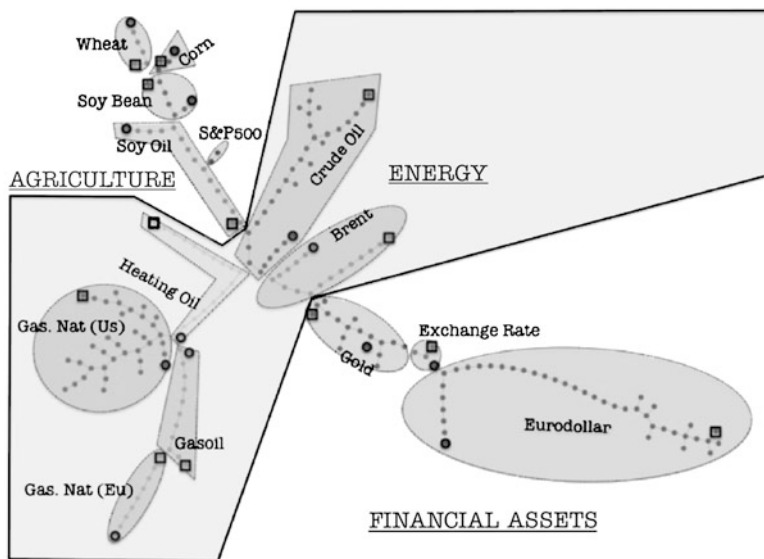 Wheat
Corn
Soy Bean
Soy Oil
S&P500
AGRICULTURE
Crude Oil
ENERGY
Brent
Heating Oil
Gas. Nat (Us)
Exchange Rate
Gold
Eurodollar
Gasoil
Gas. Nat (Eu)
FINANCIAL ASSETS